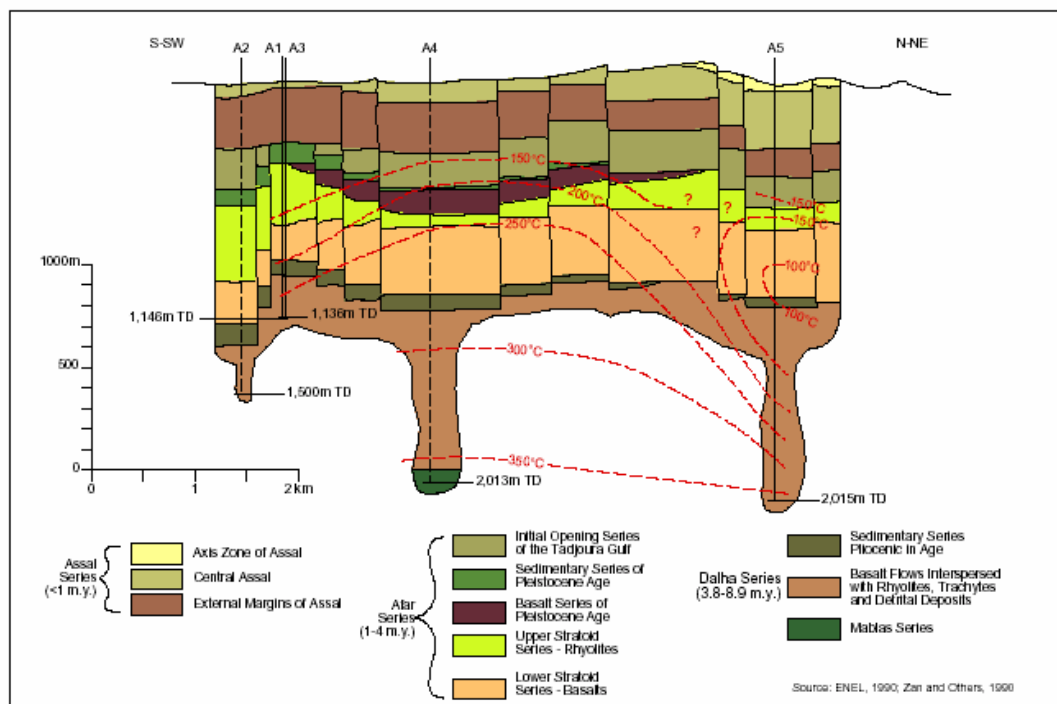 S-SW
A2
A1
A3
A4
A5
N-NE
150°C
200°C
250°C
300°C
350°C
150°C
150°C
100°C
100°C
?
?
?
1000m
500
0
0
1
2 km
1,146m TD
1,136m TD
1,500m TD
2,013m TD
2,015m TD
Assal
Series
(<1 m.y.)
Axis Zone of Assal
Central Assal
External Margins of Assal
Afar
Series
(1-4 m.y.)
Initial Opening Series
of the Tadjoura Gulf
Sedimentary Series of
Pleistocene Age
Basalt Series of
Pleistocene Age
Upper Stratoid
Series - Rhyolites
Lower Stratoid
Series - Basalts
Dalha Series
(3.8-8.9 m.y.)
Sedimentary Series
Pliocenic in Age
Basalt Flows Interspersed
with Rhyolites, Trachytes
and Detrital Deposits
Mablas Series
Source: ENEL, 1990; Zan and Others, 1990